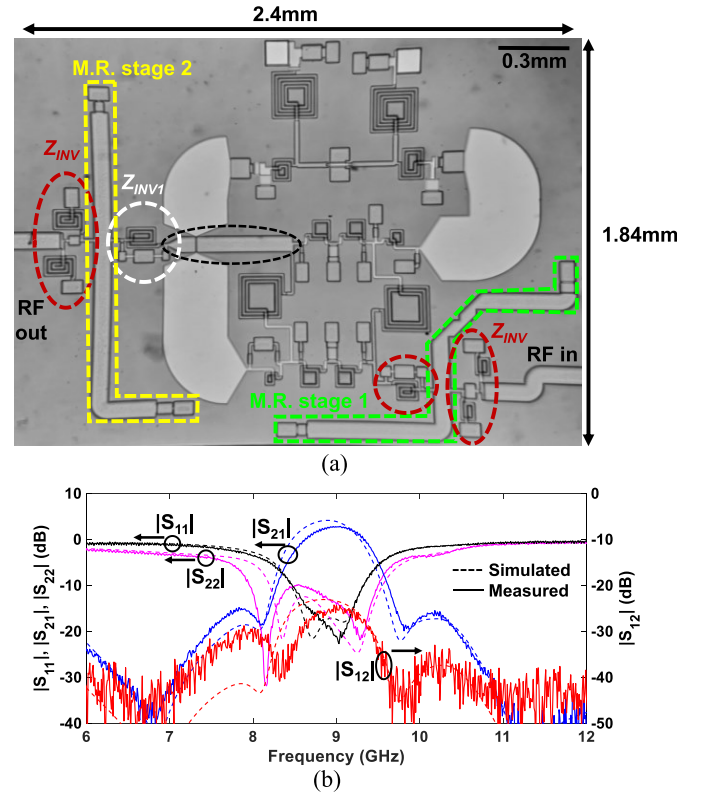 2.4mm
M.R. stage 2
0.3mm
Z_INV
Z_INV1
1.84mm
RF out
Z_INV
RF in
M.R. stage 1
(a)
10
0
-10
-20
-30
-40
0
-10
-20
-30
-40
-50
|S11|
|S21|
|S22|
|S12|
Simulated
Measured
|S11|, |S21|, |S22| (dB)
|S12| (dB)
6 7 8 9 10 11 12
Frequency (GHz)
(b)